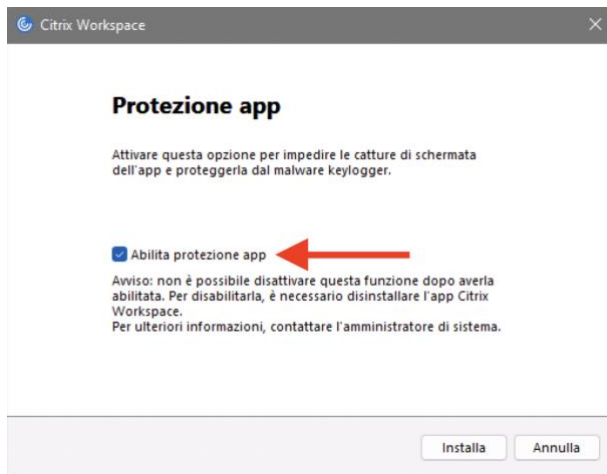 Citrix Workspace
Protezione app
Attivare questa opzione per impedire le catture di schermata
dell'app e proteggerla dal malware keylogger.
Abilita protezione app
Avviso: non è possibile disattivare questa funzione dopo averla
abilitata. Per disabilitarla, è necessario disinstallare l'app Citrix
Workspace.
Per ulteriori informazioni, contattare l'amministratore di sistema.
Installa
Annulla